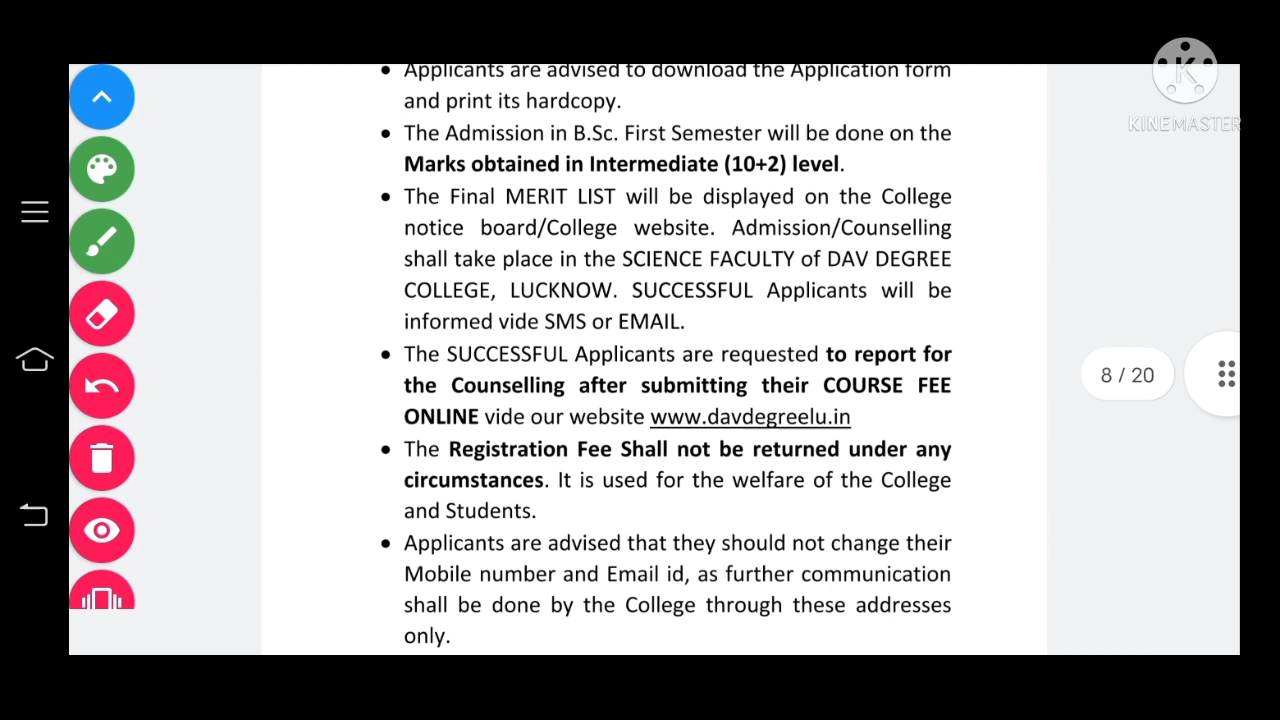 Applicants are advised to download the Application form
and print its hardcopy.
The Admission in B.Sc. First Semester will be done on the
Marks obtained in Intermediate (10+2) level.
The Final MERIT LIST will be displayed on the College
notice board/College website. Admission/Counselling
shall take place in the SCIENCE FACULTY of DAV DEGREE
COLLEGE, LUCKNOW. SUCCESSFUL Applicants will be
informed vide SMS or EMAIL.
The SUCCESSFUL Applicants are requested to report for
the Counselling after submitting their COURSE FEE
ONLINE vide our website www.davdegreelu.in
The Registration Fee Shall not be returned under any
circumstances. It is used for the welfare of the College
and Students.
Applicants are advised that they should not change their
Mobile number and Email id, as further communication
shall be done by the College through these addresses
only.
8 / 20
K
KINEMASTER